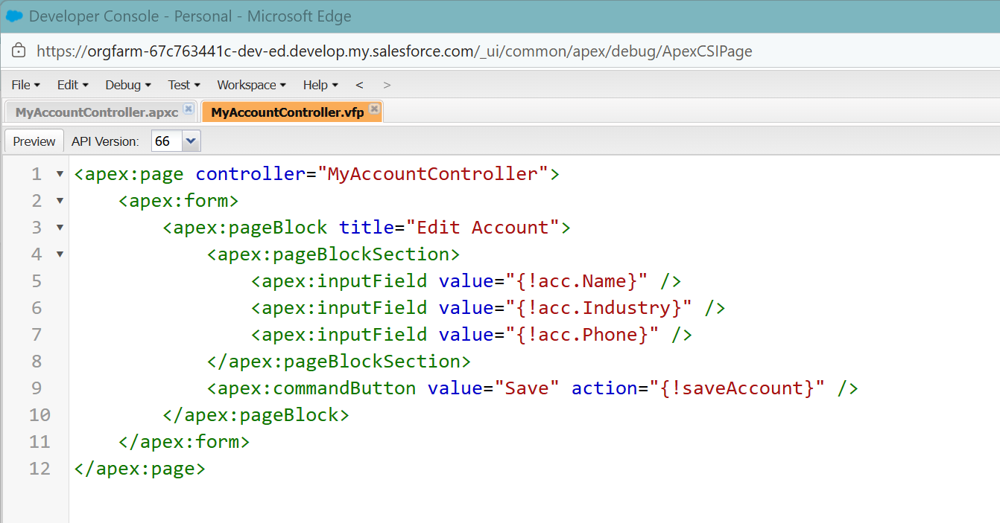 Developer Console - Personal - Microsoft Edge
https://orgfarm-67c763441c-dev-ed.develop.my.salesforce.com/_ui/common/apex/debug/ApexCSIPage
File Edit Debug Test Workspace Help < >
MyAccountController.apxc MyAccountController.vfp
Preview API Version: 66
1 <apex:page controller="MyAccountController">
2 <apex:form>
3 <apex:pageBlock title="Edit Account">
4 <apex:pageBlockSection>
5 <apex:inputField value="{!acc.Name}" />
6 <apex:inputField value="{!acc.Industry}" />
7 <apex:inputField value="{!acc.Phone}" />
8 </apex:pageBlockSection>
9 <apex:commandButton value="Save" action="{!saveAccount}" />
10 </apex:pageBlock>
11 </apex:form>
12 </apex:page>